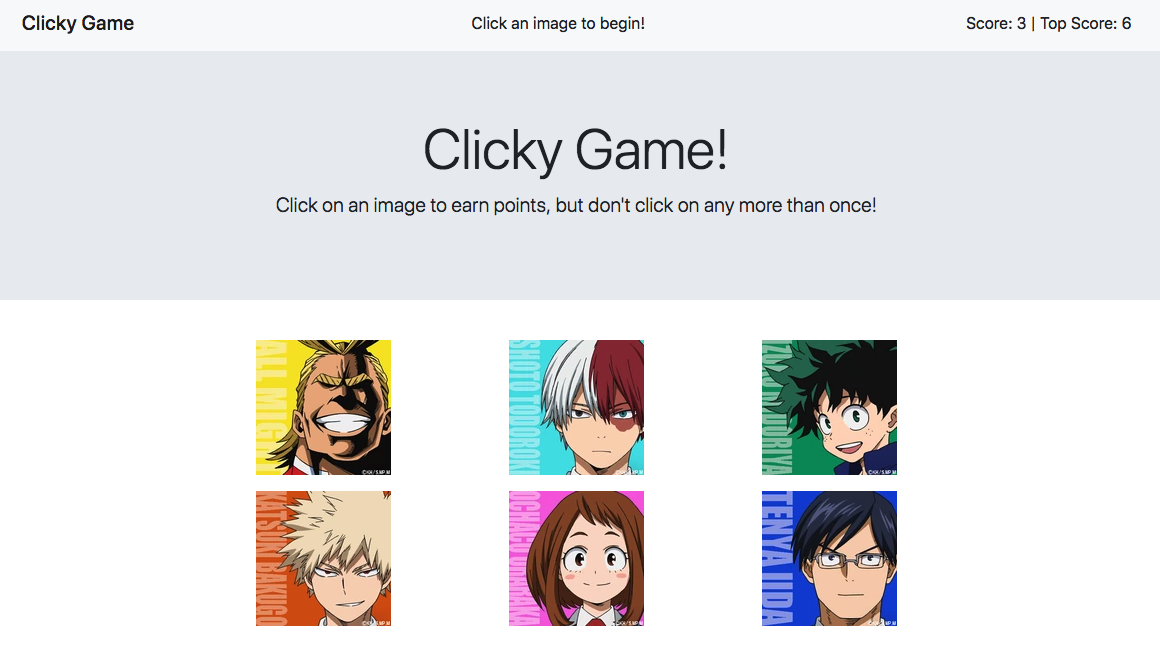 Clicky Game
Click an image to begin!
Score: 3 | Top Score: 6
Clicky Game!
Click on an image to earn points, but don't click on any more than once!
ALL MIGH
SHOTO TODOROKI
ZUKU MIDORIYA
KATSUKI BAKUGO
OCHACO URARAKA
TENYA IIDA